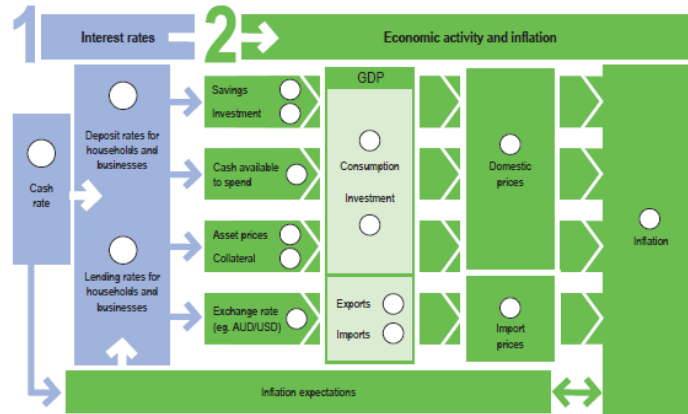 1
Interest rates
2
Economic activity and inflation
Cash
rate
Deposit rates for
households and
businesses
Lending rates for
households and
businesses
Savings
Investment
Cash available
to spend
Asset prices
Collateral
Exchange rate
(eg. AUD/USD)
GDP
Consumption
Investment
Exports
Imports
Domestic
prices
Import
prices
Inflation
Inflation expectations